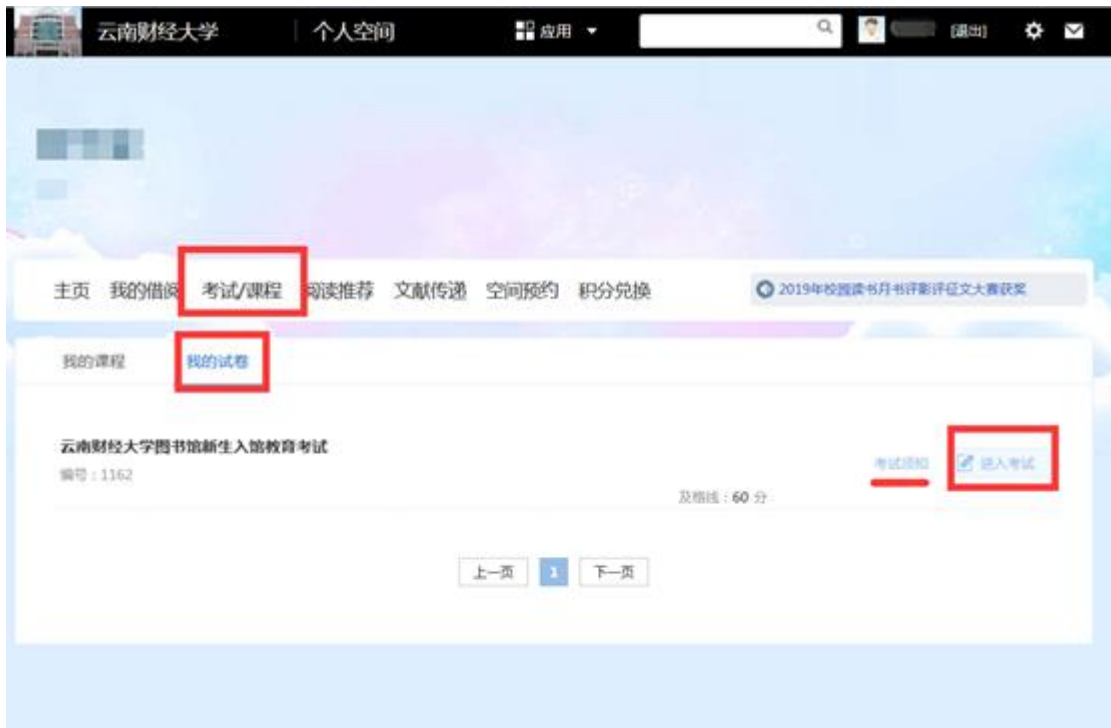 云南财经大学 个人空间 应用 [退出]
主页 我的借阅 考试/课程 阅读推荐 文献传递 空间预约 积分兑换 2019年校园读书月书评影评征文大赛获奖
我的课程 我的试卷
云南财经大学图书馆新生入馆教育考试
编号：1162
考试须知 进入考试
及格线：60 分
上一页 1 下一页